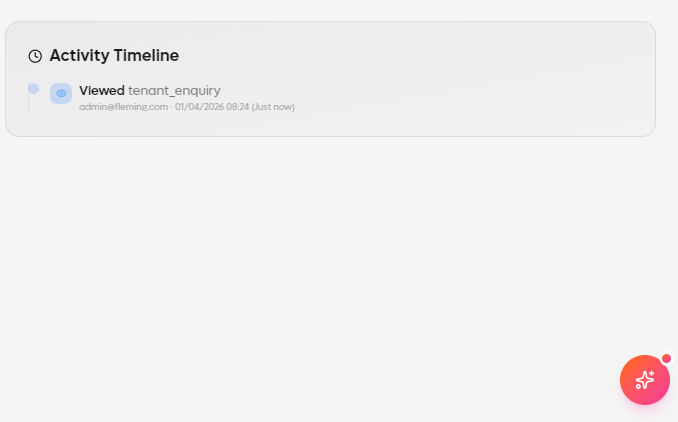 Activity Timeline
Viewed tenant_enquiry
admin@fleming.com · 01/04/2026 08:24 (Just now)